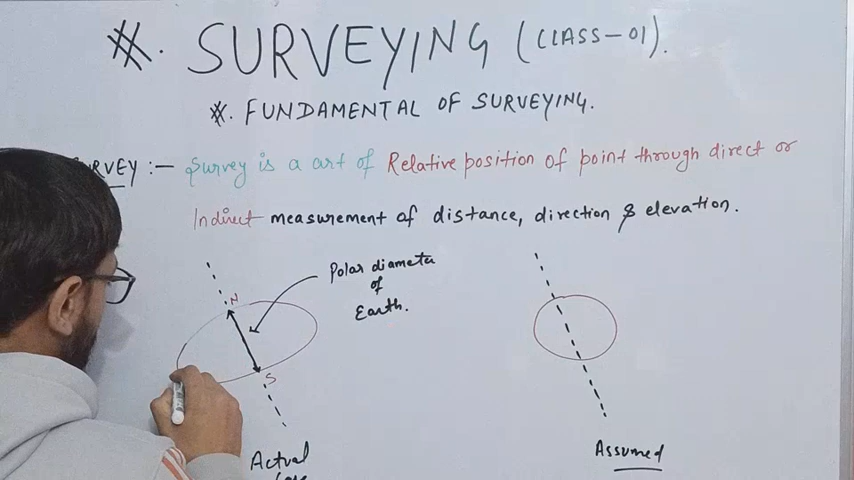 SURVEYING (CLASS-01).
FUNDAMENTAL OF SURVEYING.
RVEY :- Survey is a art of Relative position of point through direct or
Indirect measurement of distance, direction & elevation.
Polar diameter
of
Earth.
N
S
Actual
Assumed